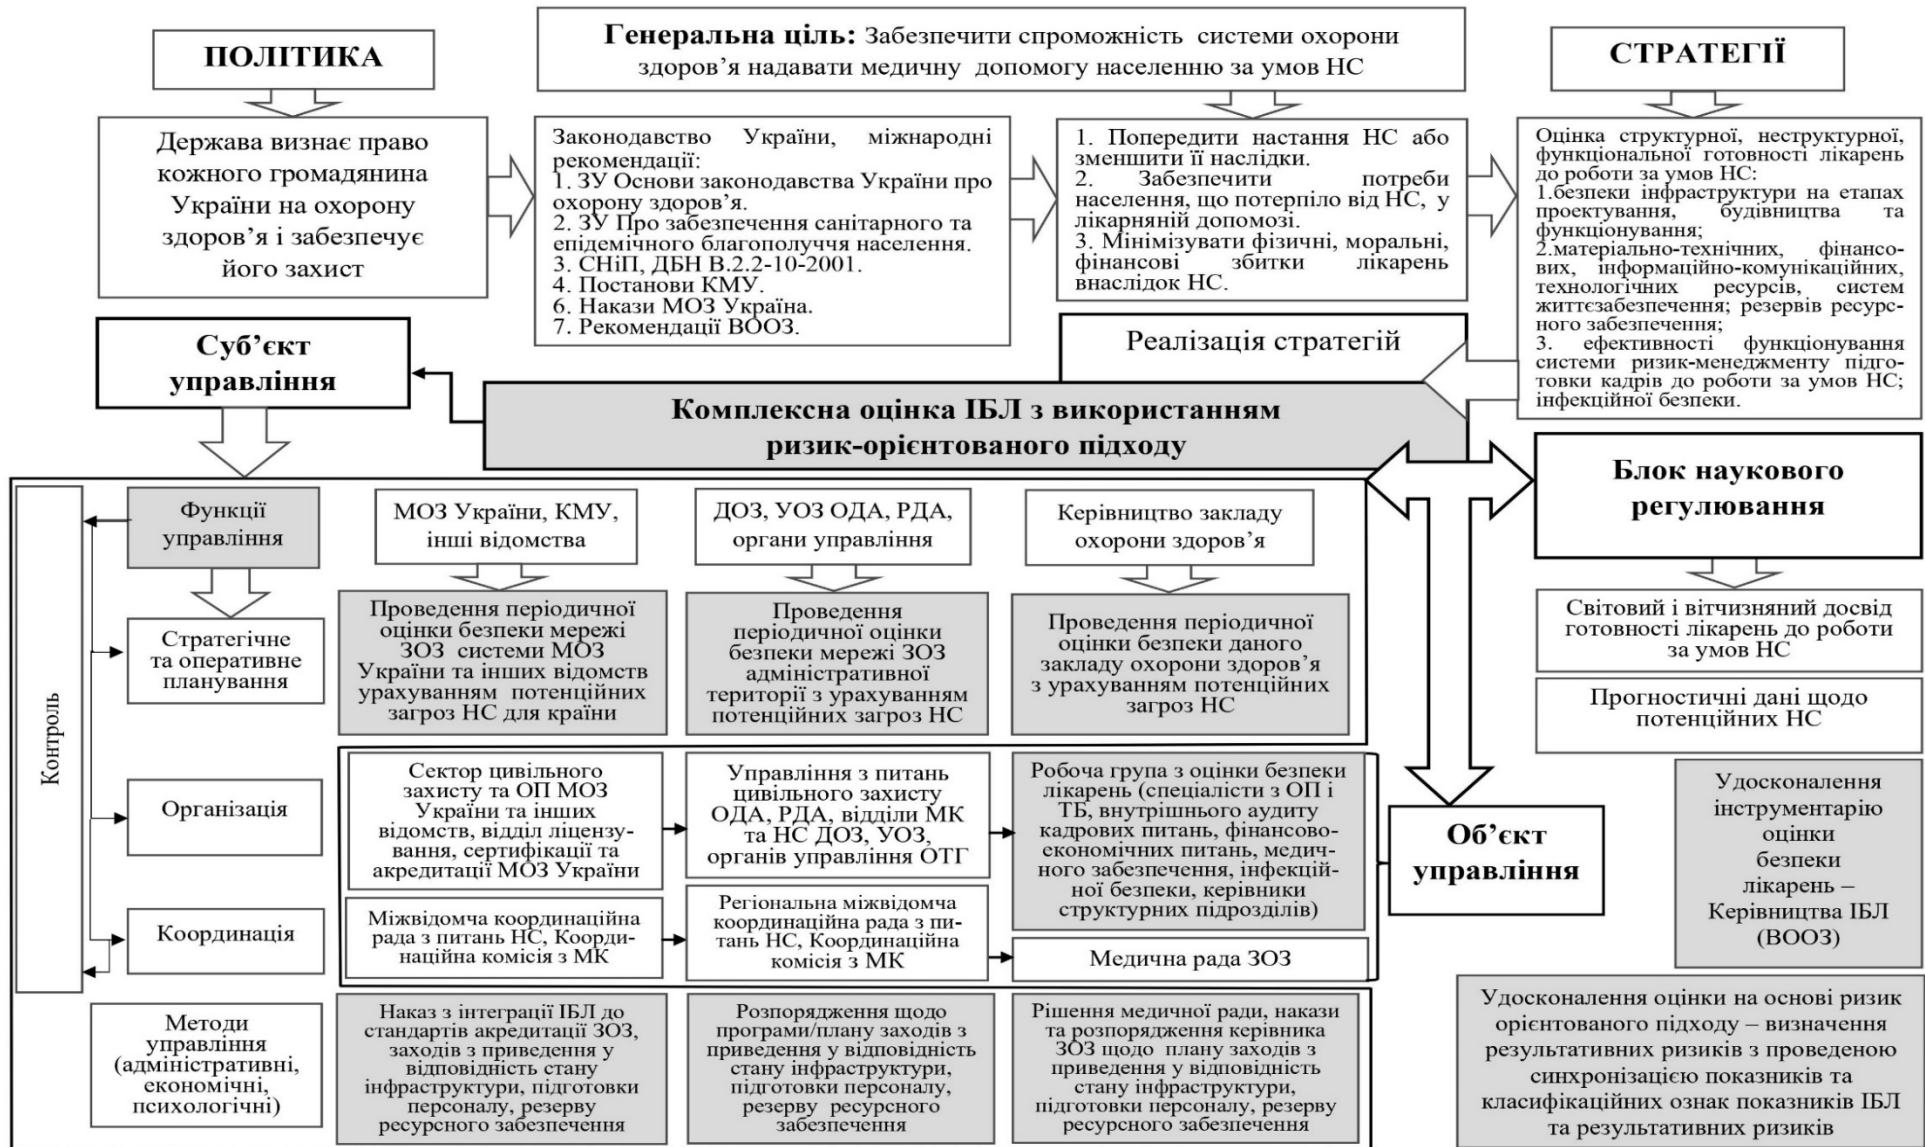 ПОЛІТИКА
Генеральна ціль: Забезпечити спроможність системи охорони
здоров’я надавати медичну допомогу населенню за умов НС
СТРАТЕГІЇ
Держава визнає право
кожного громадянина
України на охорону
здоров’я і забезпечує
його захист
Законодавство України, міжнародні
рекомендації:
1. ЗУ Основи законодавства України про
охорону здоров’я.
2. ЗУ Про забезпечення санітарного та
епідемічного благополуччя населення.
3. СНіП, ДБН В.2.2-10-2001.
4. Постанови КМУ.
6. Накази МОЗ Україна.
7. Рекомендації ВООЗ.
1. Попередити настання НС або
зменшити її наслідки.
2. Забезпечити потреби
населення, що потерпіло від НС, у
лікарняній допомозі.
3. Мінімізувати фізичні, моральні,
фінансові збитки лікарень
внаслідок НС.
Оцінка структурної, неструктурної,
функціональної готовності лікарень
до роботи за умов НС:
1.безпеки інфраструктури на етапах
проектування, будівництва та
функціонування;
2.матеріально-технічних, фінансо-
вих, інформаційно-комунікаційних,
технологічних ресурсів, систем
життєзабезпечення; резервів ресурс-
ного забезпечення;
3. ефективності функціонування
системи ризик-менеджменту підго-
товки кадрів до роботи за умов НС;
інфекційної безпеки.
Суб’єкт
управління
Реалізація стратегій
Комплексна оцінка ІБЛ з використанням
ризик-орієнтованого підходу
Блок наукового
регулювання
Контроль
Функції
управління
МОЗ України, КМУ,
інші відомства
ДОЗ, УОЗ ОДА, РДА,
органи управління
Керівництво закладу
охорони здоров’я
Стратегічне
та оперативне
планування
Проведення періодичної
оцінки безпеки мережі
ЗОЗ системи МОЗ
України та інших відомств
урахуванням потенційних
загроз НС для країни
Проведення
періодичної оцінки
безпеки мережі ЗОЗ
адміністративної
території з урахуванням
потенційних загроз НС
Проведення періодичної
оцінки безпеки даного
закладу охорони здоров’я
з урахуванням потенційних
загроз НС
Світовий і вітчизняний досвід
готовності лікарень до роботи
за умов НС
Прогностичні дані щодо
потенційних НС
Організація
Сектор цивільного
захисту та ОП МОЗ
України та інших
відомств, відділ ліцензу-
вання, сертифікації та
акредитації МОЗ України
Управління з питань
цивільного захисту
ОДА, РДА, відділи МК
та НС ДОЗ, УОЗ,
органів управління ОТГ
Робоча група з оцінки безпеки
лікарень (спеціалісти з ОП і
ТБ, внутрішнього аудиту
кадрових питань, фінансово-
економічних питань, медич-
ного забезпечення, інфекцій-
ної безпеки, керівники
структурних підрозділів)
Об’єкт
управління
Удосконалення
інструментарію
оцінки
безпеки
лікарень –
Керівництва ІБЛ
(ВООЗ)
Координація
Міжвідомча координаційна
рада з питань НС, Коорди-
наційна комісія з МК
Регіональна міжвідомча
координаційна рада з пи-
тань НС, Координаційна
комісія з МК
Медична рада ЗОЗ
Методи
управління
(адміністративні,
економічні,
психологічні)
Наказ з інтеграції ІБЛ до
стандартів акредитації ЗОЗ,
заходів з приведення у
відповідність стану
інфраструктури, підготовки
персоналу, резерву
ресурсного забезпечення
Розпорядження щодо
програми/плану заходів з
приведення у відповідність
стану інфраструктури,
підготовки персоналу,
резерву ресурсного
забезпечення
Рішення медичної ради, накази
та розпорядження керівника
ЗОЗ щодо плану заходів з
приведення у відповідність
стану інфраструктури,
підготовки персоналу, резерву
ресурсного забезпечення
Удосконалення оцінки на основі ризик
орієнтованого підходу – визначення
результативних ризиків з проведеною
синхронізацією показників та
класифікаційних ознак показників ІБЛ
та результативних ризиків